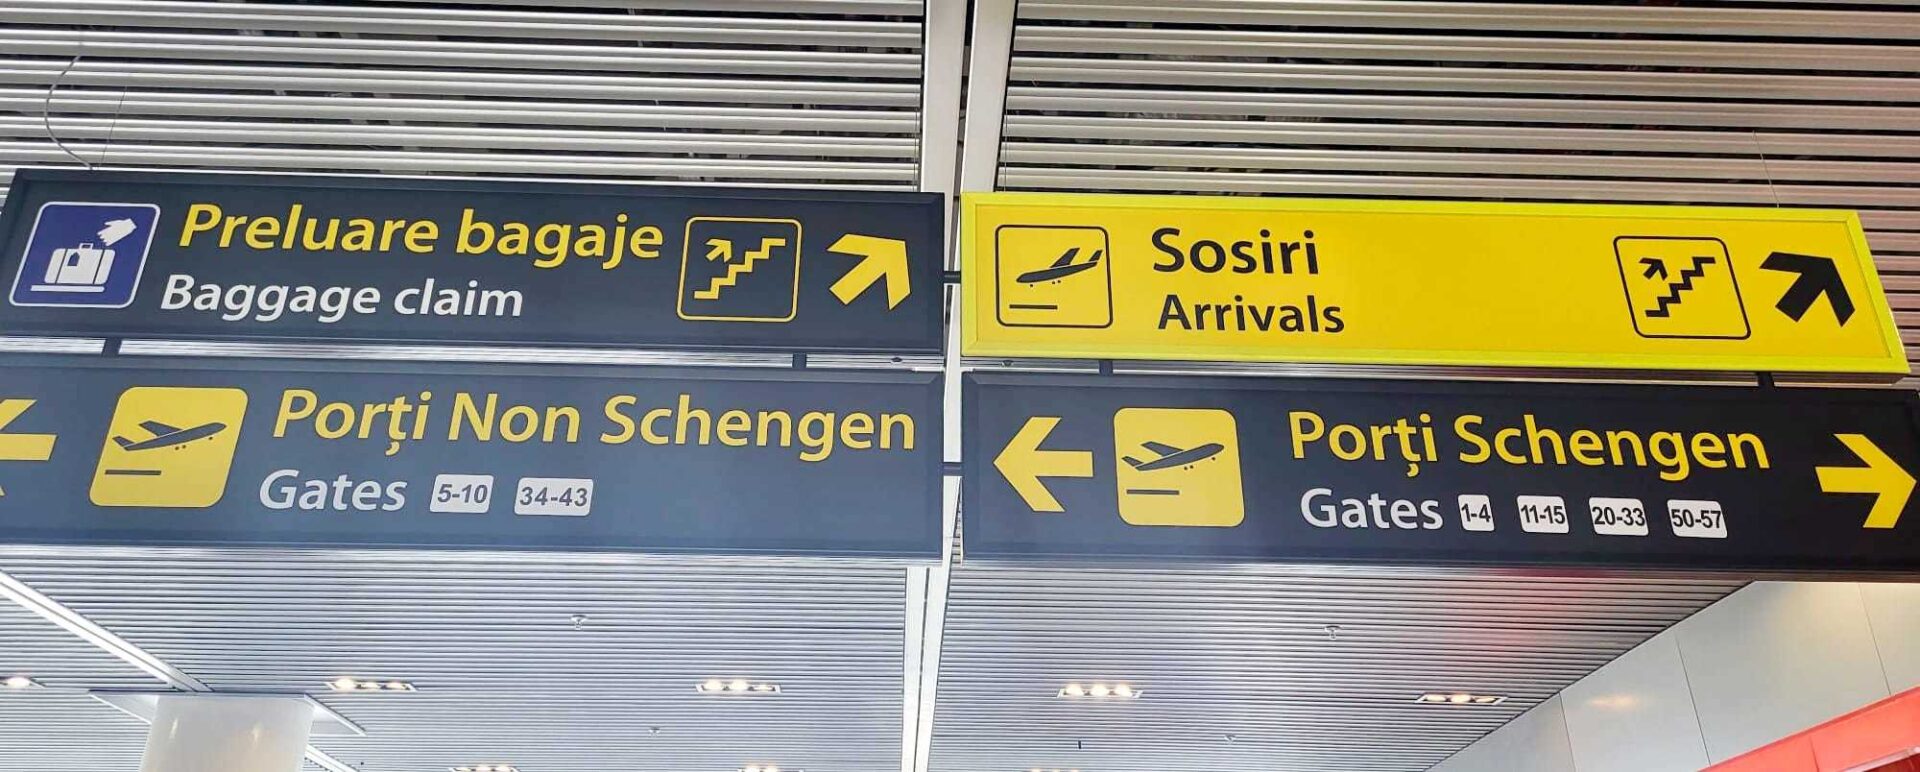 Preluare bagaje
Baggage claim
Sosiri
Arrivals
Porți Non Schengen
Gates 5-10 34-43
Porți Schengen
Gates 1-4 11-15 20-33 50-57